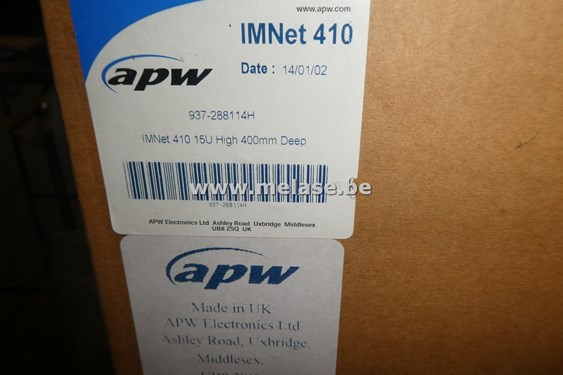 www.apw.com
IMNet 410
apw
Date : 14/01/02
937-288114H
IMNet 410 15U High 400mm Deep
www.melase.be
937-288114H
APW Electronics Ltd Ashley Road Uxbridge Middlesex
UB8 2SQ UK
apw
Made in UK
APW Electronics Ltd
Ashley Road, Uxbridge.
Middlesex.